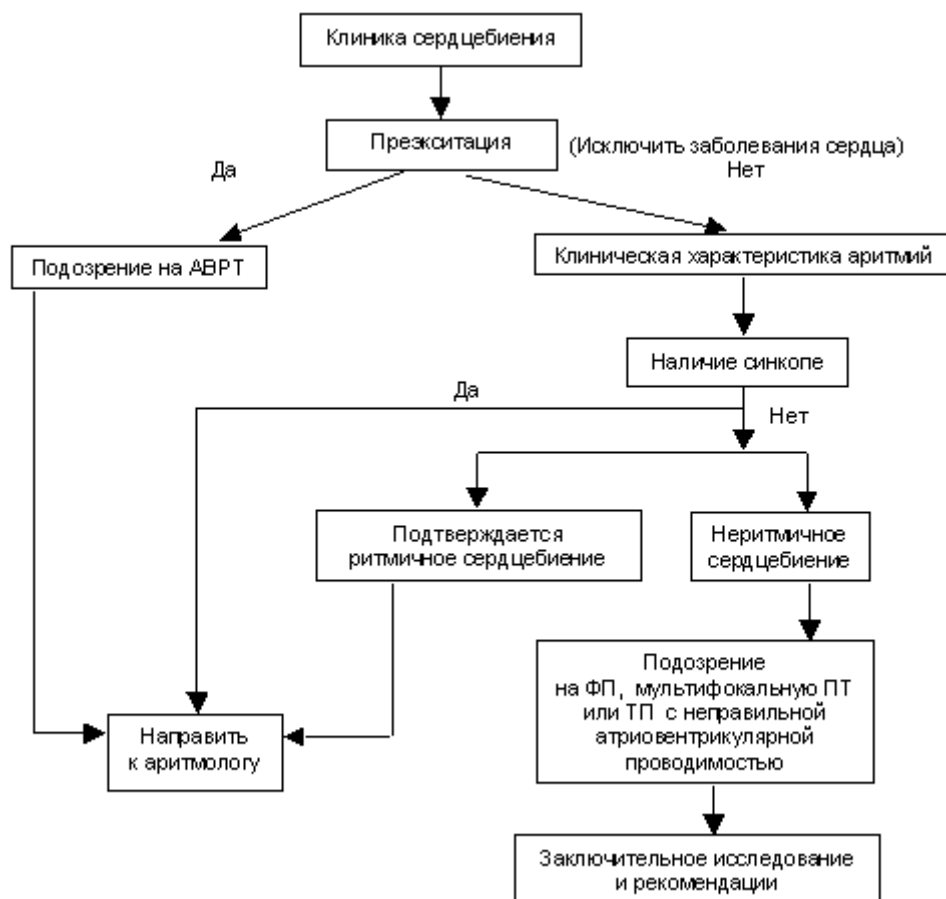 Клиника сердцебиения
Преэкситация
(Исключить заболевания сердца)
Да
Нет
Подозрение на АВРТ
Клиническая характеристика аритмий
Наличие синкопе
Да
Нет
Подтверждается
ритмичное сердцебиение
Неритмичное
сердцебиение
Подозрение
на ФП, мультифокальную ПТ
или ТП с неправильной
атриовентрикулярной
проводимостью
Направить
к аритмологу
Заключительное исследование
и рекомендации